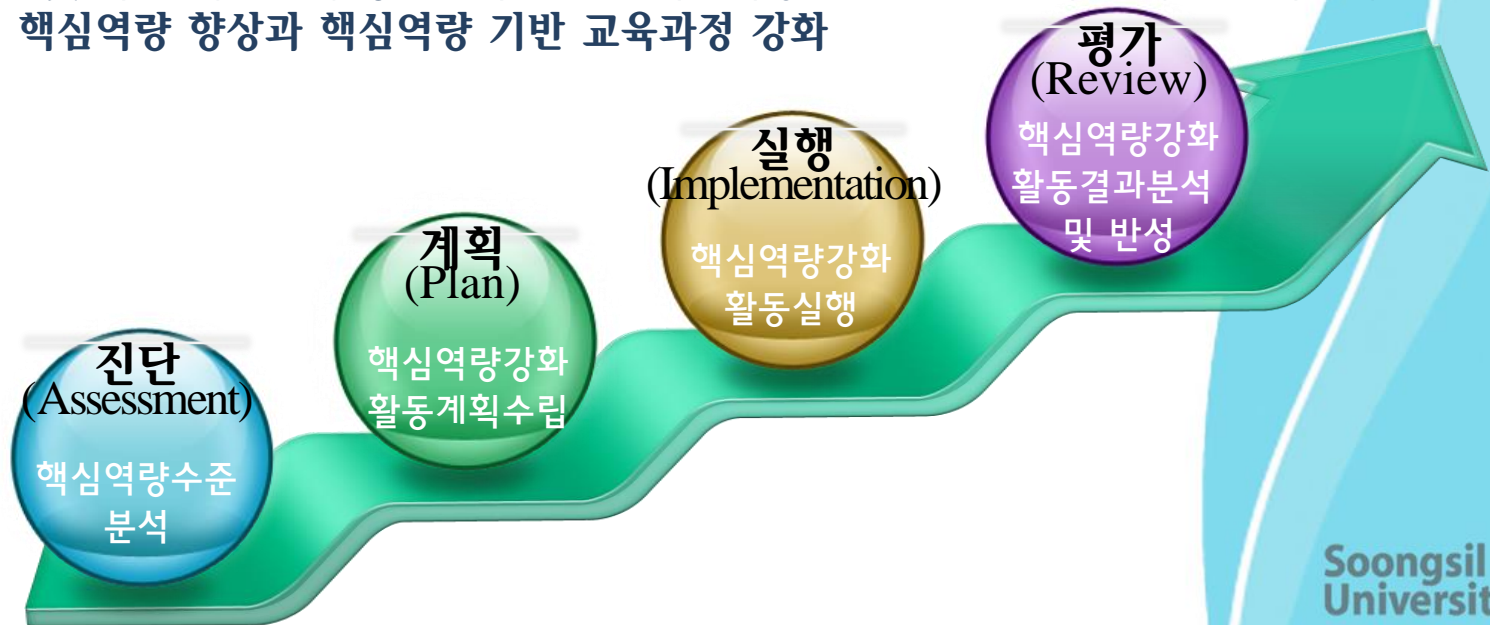 핵심역량 향상과 핵심역량 기반 교육과정 강화
평가
(Review)
핵심역량강화
활동결과분석
및 반성
실행
(Implementation)
핵심역량강화
활동실행
계획
(Plan)
핵심역량강화
활동계획수립
진단
(Assessment)
핵심역량수준
분석
Soongsil
Universit